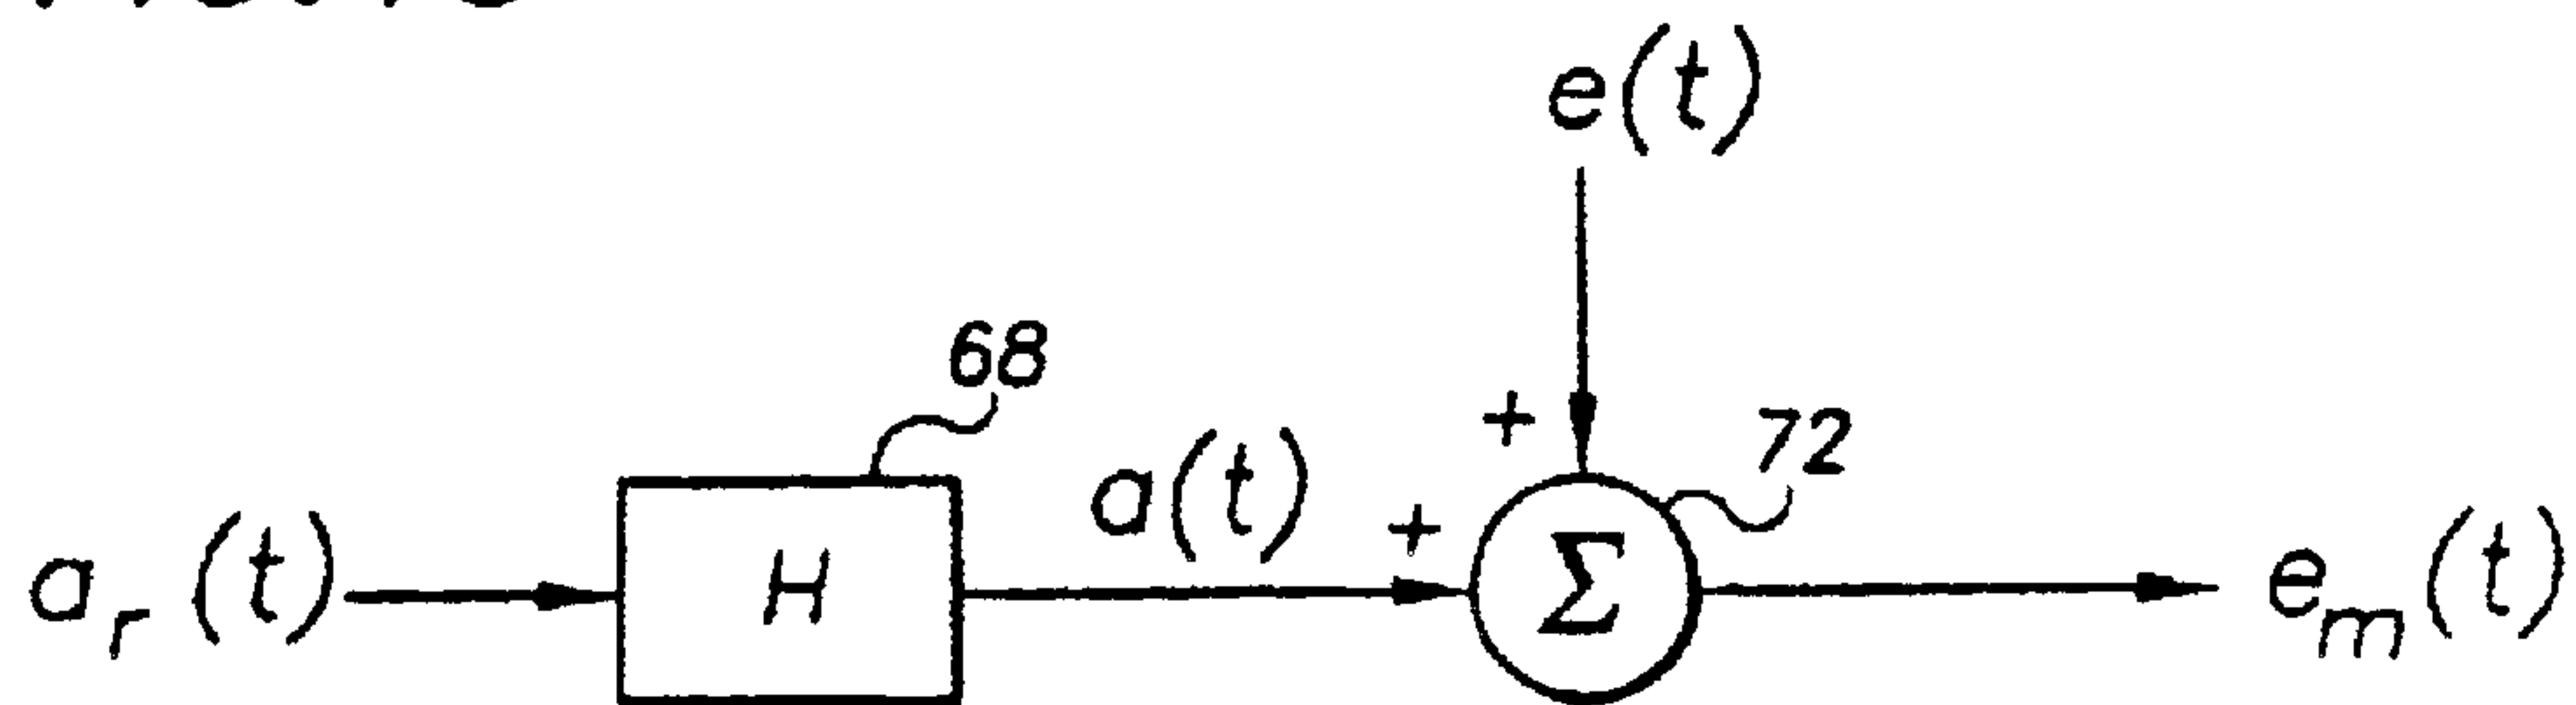 e(t)
68
+
72
a(t)
+
a_r(t)
H
Σ
e_m(t)